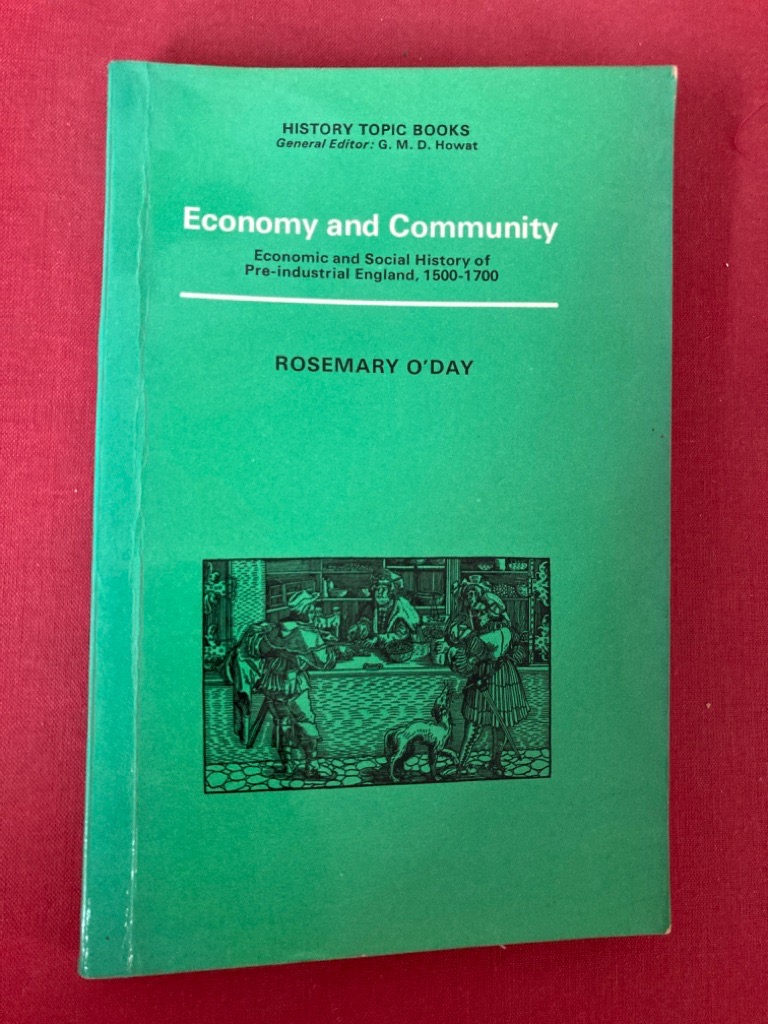 HISTORY TOPIC BOOKS
General Editor: G. M. D. Howat
Economy and Community
Economic and Social History of
Pre-industrial England, 1500-1700
ROSEMARY O'DAY